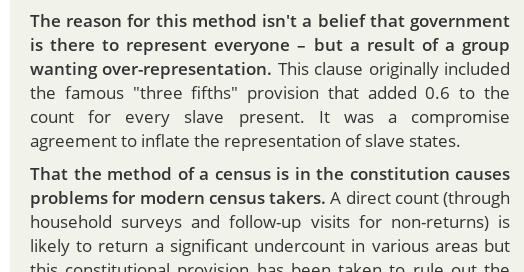 The reason for this method isn't a belief that government
is there to represent everyone – but a result of a group
wanting over-representation. This clause originally included
the famous "three fifths" provision that added 0.6 to the
count for every slave present. It was a compromise
agreement to inflate the representation of slave states.
That the method of a census is in the constitution causes
problems for modern census takers. A direct count (through
household surveys and follow-up visits for non-returns) is
likely to return a significant undercount in various areas but
this constitutional provision has been taken to rule out the